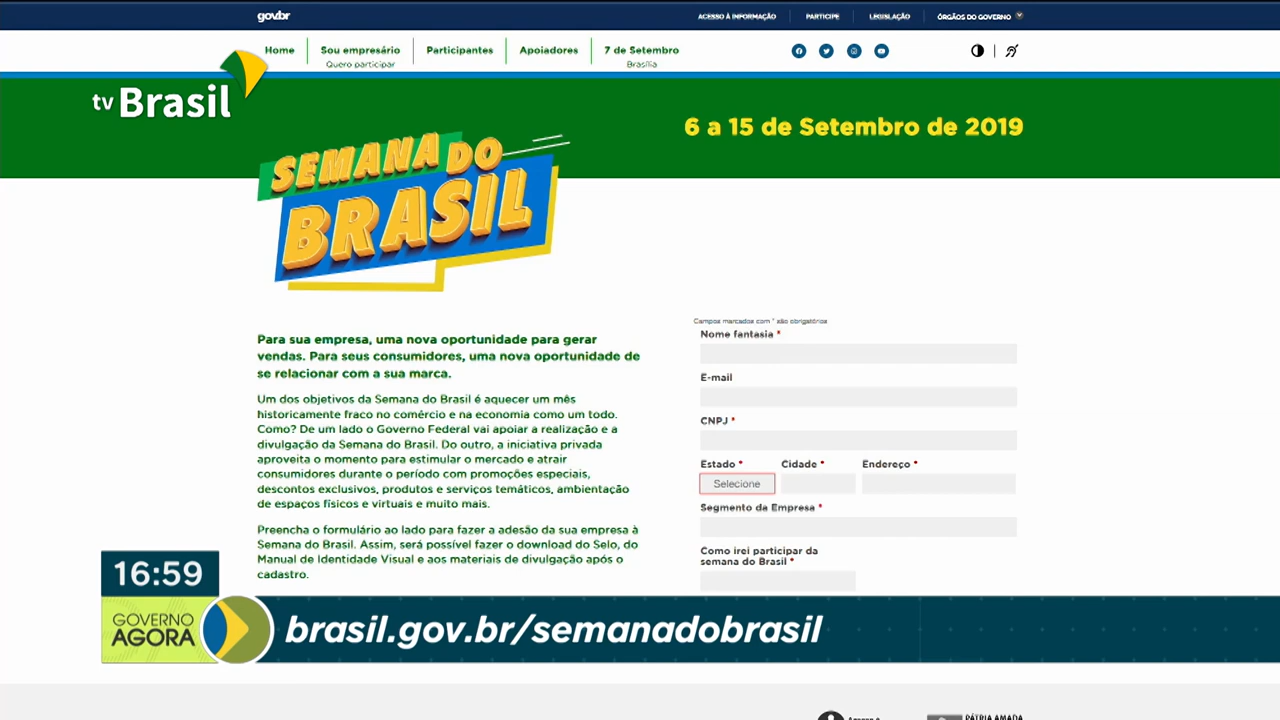 gov.br
ACESSO À INFORMAÇÃO
PARTICIPE
LEGISLAÇÃO
ÓRGÃOS DO GOVERNO
Home
Sou empresário
Quero participar
Participantes
Apoiadores
7 de Setembro
Brasília
tv Brasil
6 a 15 de Setembro de 2019
SEMANA DO
BRASIL
Para sua empresa, uma nova oportunidade para gerar
vendas. Para seus consumidores, uma nova oportunidade de
se relacionar com a sua marca.
Um dos objetivos da Semana do Brasil é aquecer um mês
historicamente fraco no comércio e na economia como um todo.
Como? De um lado o Governo Federal vai apoiar a realização e a
divulgação da Semana do Brasil. Do outro, a iniciativa privada
aproveita o momento para estimular o mercado e atrair
consumidores durante o período com promoções especiais,
descontos exclusivos, produtos e serviços temáticos, ambientação
de espaços físicos e virtuais e muito mais.
Preencha o formulário ao lado para fazer a adesão da sua empresa à
Semana do Brasil. Assim, será possível fazer o download do Selo, do
Manual de Identidade Visual e aos materiais de divulgação após o
cadastro.
Campos marcados com * são obrigatórios
Nome fantasia *
E-mail
CNPJ *
Estado *
Cidade *
Endereço *
Selecione
Segmento da Empresa *
Como irei participar da
semana do Brasil *
16:59
GOVERNO
AGORA
brasil.gov.br/semanadobrasil
PÁTRIA AMADA